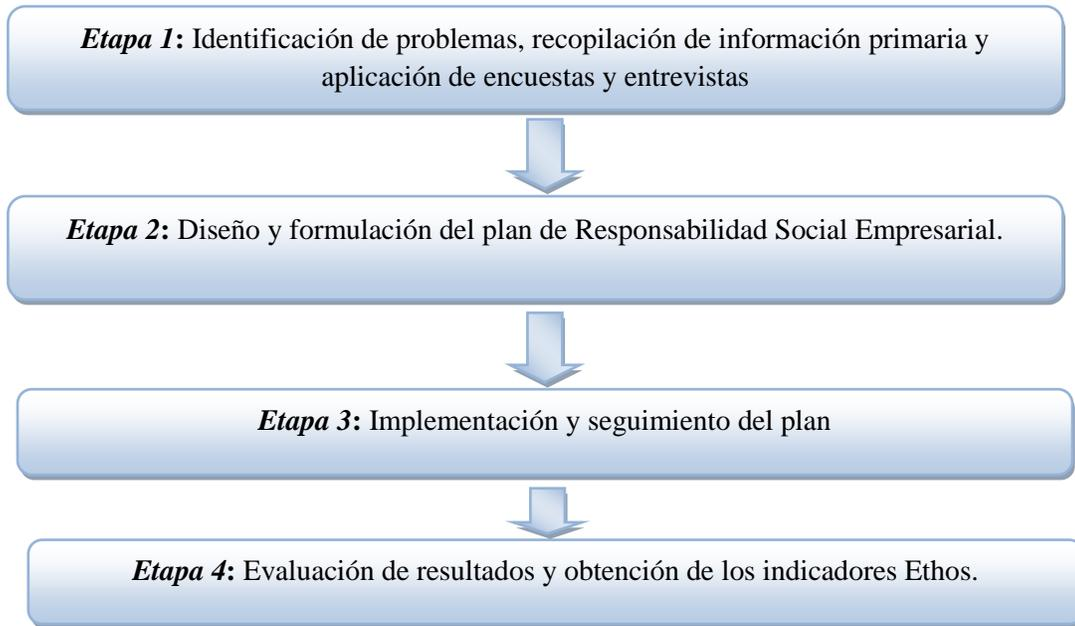 Etapa 1: Identificación de problemas, recopilación de información primaria y
aplicación de encuestas y entrevistas
Etapa 2: Diseño y formulación del plan de Responsabilidad Social Empresarial.
Etapa 3: Implementación y seguimiento del plan
Etapa 4: Evaluación de resultados y obtención de los indicadores Ethos.